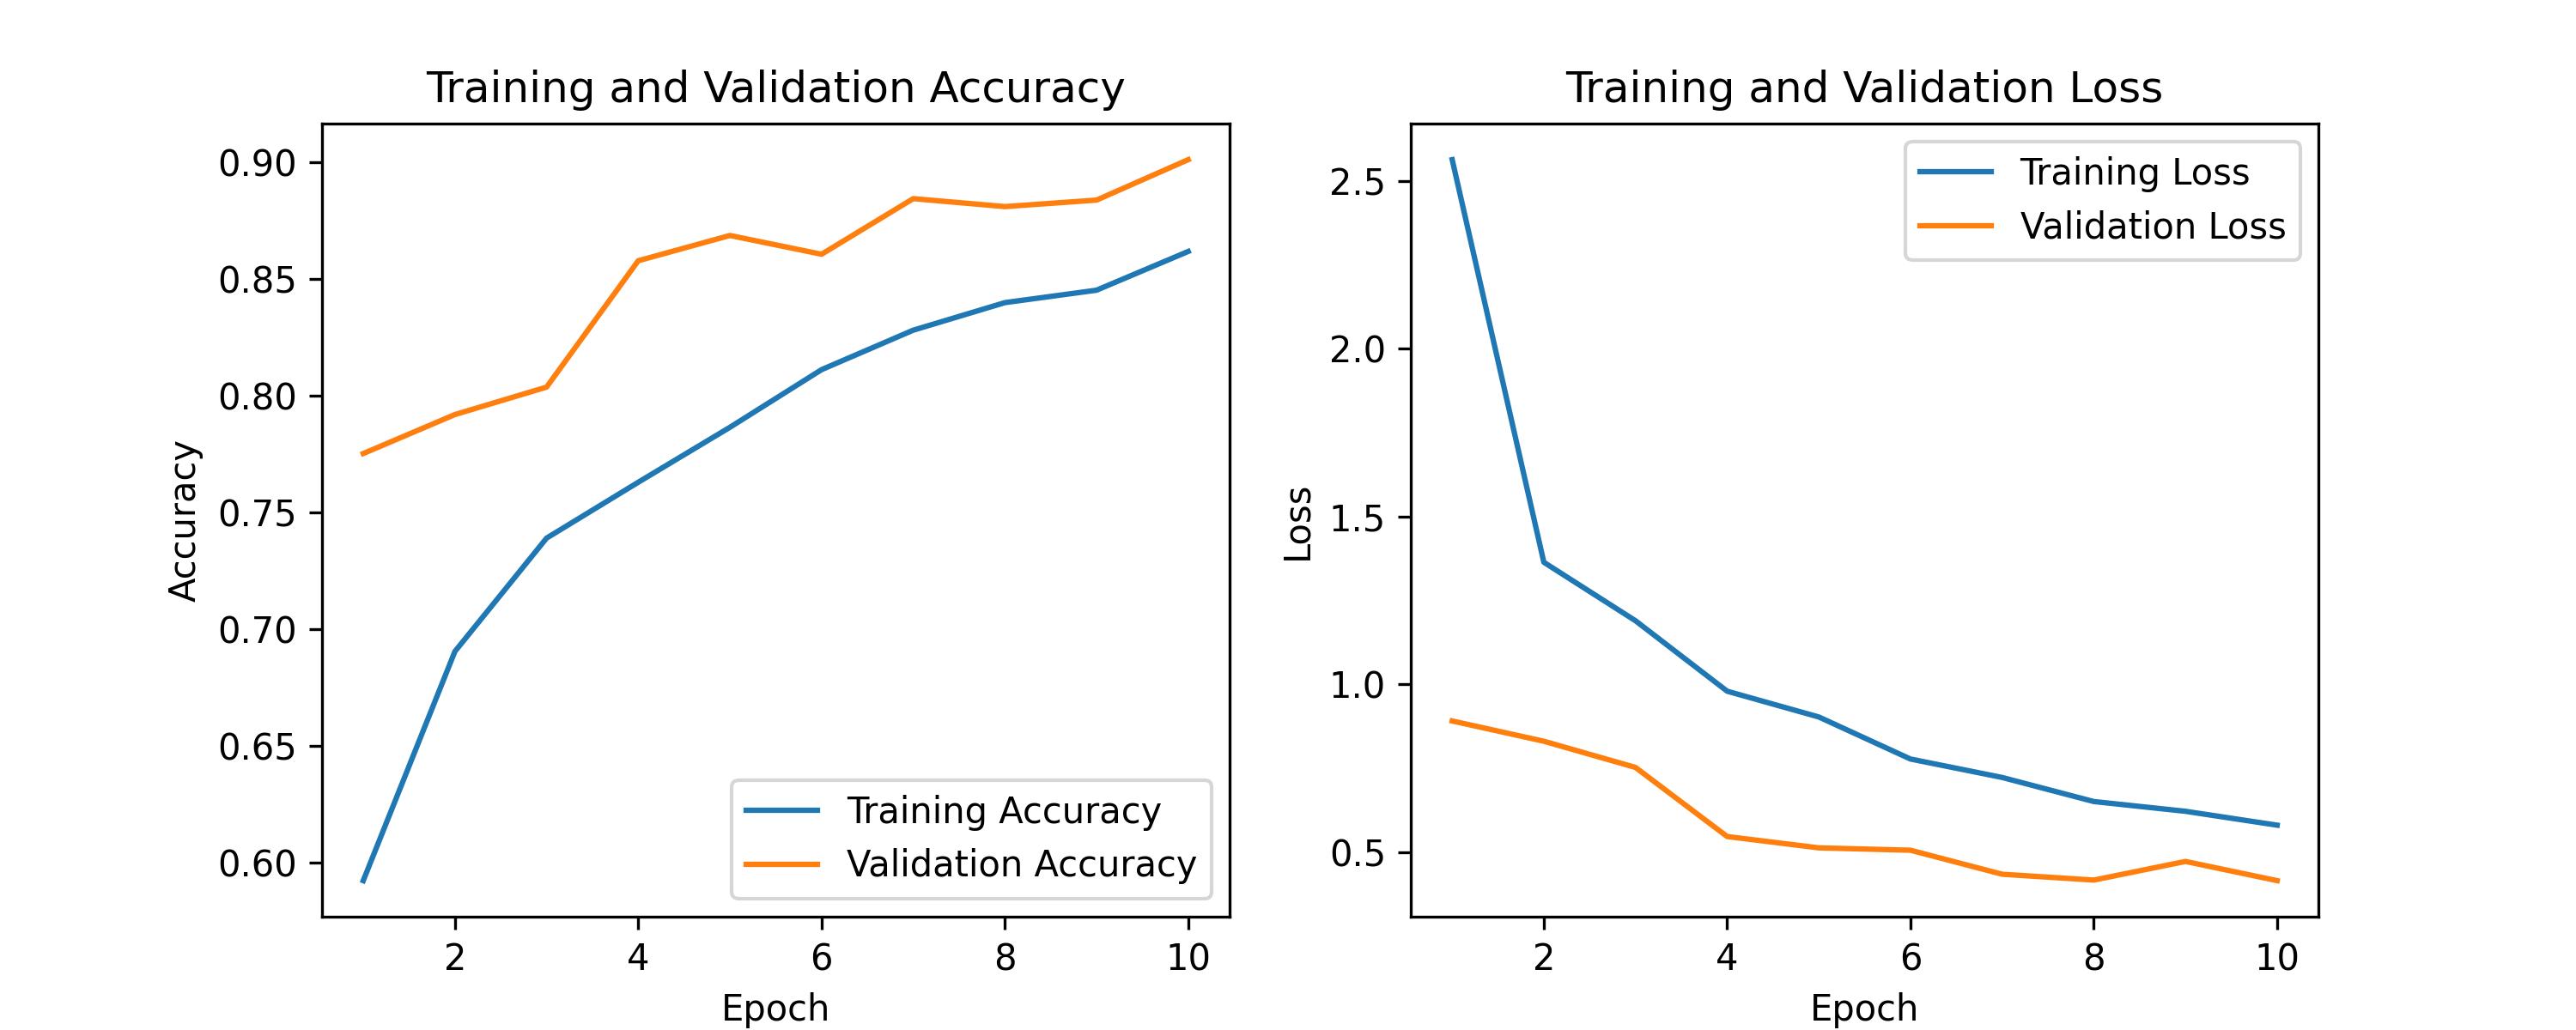 Training and Validation Accuracy
0.90
0.85
0.80
0.75
0.70
0.65
0.60
Accuracy
Training Accuracy
Validation Accuracy
2 4 6 8 10
Epoch
Training and Validation Loss
2.5
2.0
1.5
1.0
0.5
Loss
Training Loss
Validation Loss
2 4 6 8 10
Epoch